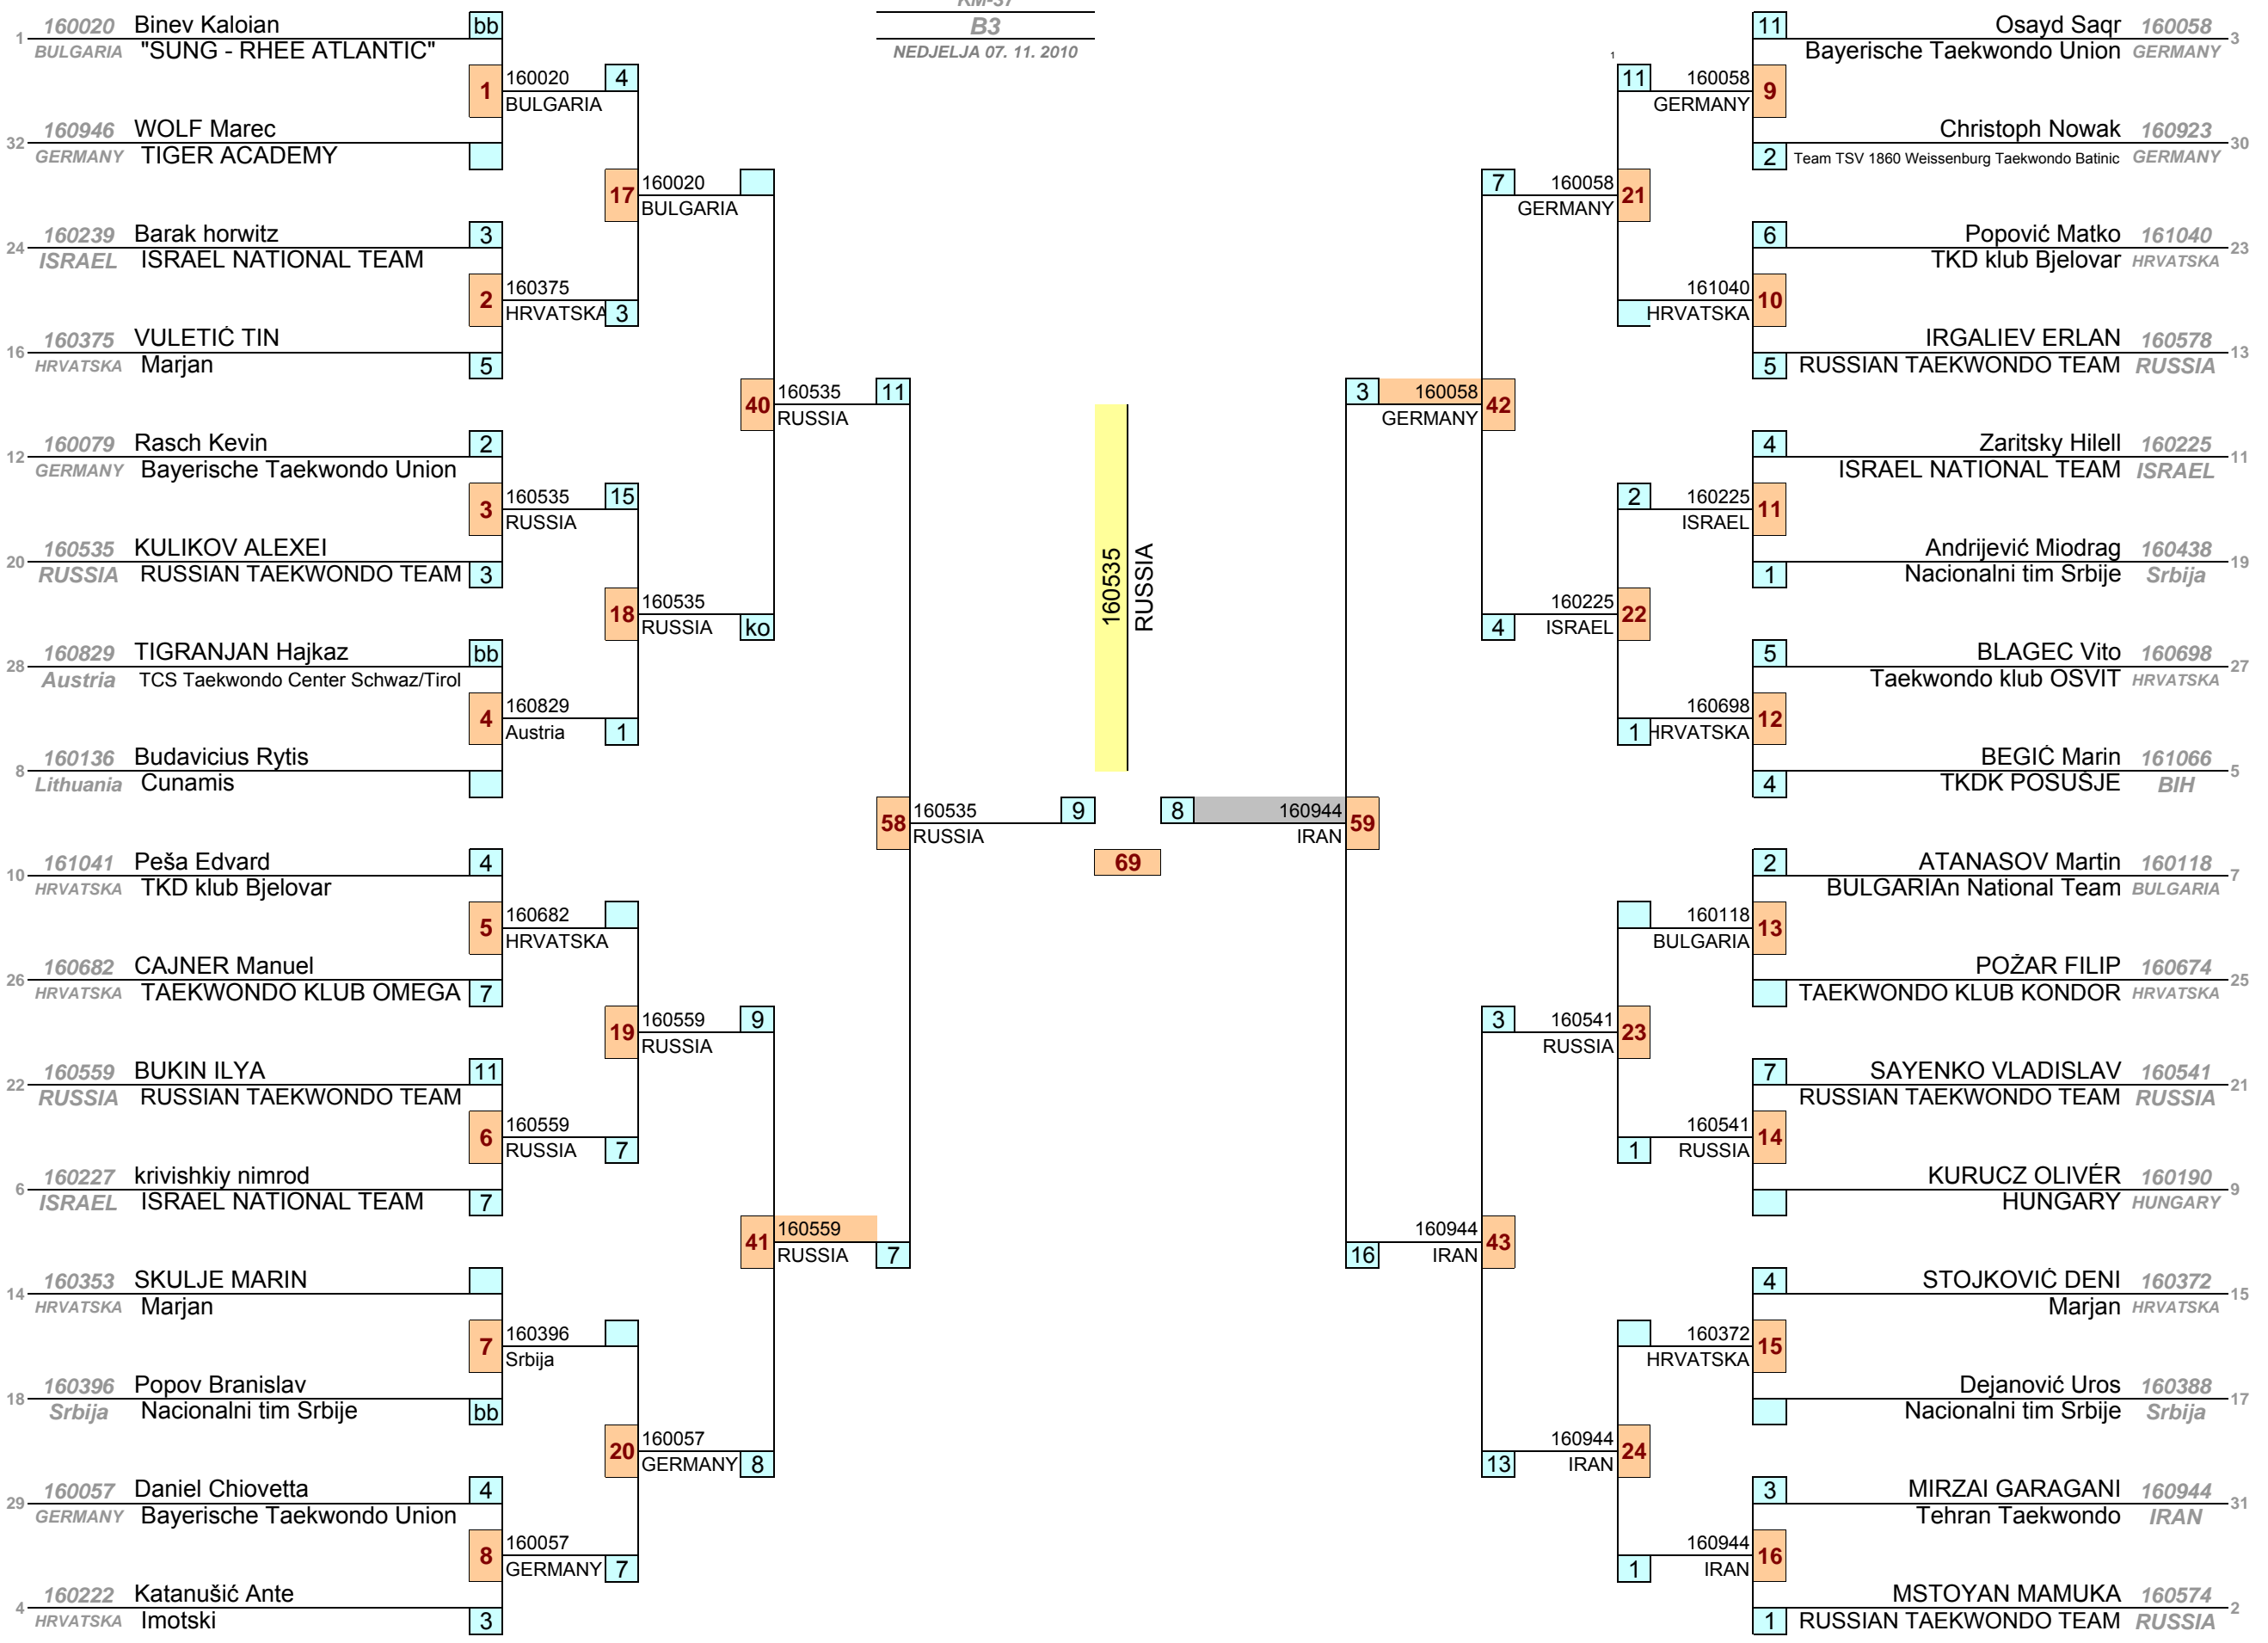 KM-37
B3
NEDJELJA 07. 11. 2010
1 160020 Binev Kaloian bb
BULGARIA "SUNG - RHEE ATLANTIC"
1 160020 4
BULGARIA
32 160946 WOLF Marec
GERMANY TIGER ACADEMY
17 160020
BULGARIA
24 160239 Barak horwitz 3
ISRAEL ISRAEL NATIONAL TEAM
2 160375
HRVATSKA 3
16 160375 VULETIĆ TIN
HRVATSKA Marjan 5
40 160535 11
RUSSIA
12 160079 Rasch Kevin 2
GERMANY Bayerische Taekwondo Union
3 160535 15
RUSSIA
20 160535 KULIKOV ALEXEI
RUSSIA RUSSIAN TAEKWONDO TEAM 3
18 160535
RUSSIA ko
28 160829 TIGRANJAN Hajkaz bb
Austria TCS Taekwondo Center Schwaz/Tirol
4 160829
Austria 1
8 160136 Budavicius Rytis
Lithuania Cunamis
58 160535 9
RUSSIA
10 161041 Peša Edvard 4
HRVATSKA TKD klub Bjelovar
5 160682
HRVATSKA
26 160682 CAJNER Manuel
HRVATSKA TAEKWONDO KLUB OMEGA 7
19 160559 9
RUSSIA
22 160559 BUKIN ILYA 11
RUSSIA RUSSIAN TAEKWONDO TEAM
6 160559
RUSSIA 7
6 160227 krivishkiy nimrod
ISRAEL ISRAEL NATIONAL TEAM 7
41 160559
RUSSIA 7
14 160353 SKULJE MARIN
HRVATSKA Marjan
7 160396
Srbija
18 160396 Popov Branislav
Srbija Nacionalni tim Srbije bb
20 160057
GERMANY 8
29 160057 Daniel Chiovetta 4
GERMANY Bayerische Taekwondo Union
8 160057
GERMANY 7
4 160222 Katanušić Ante
HRVATSKA Imotski 3
160535
RUSSIA
69
1
11 Osayd Saqr 160058 3
Bayerische Taekwondo Union GERMANY
11 160058 9
GERMANY
Christoph Nowak 160923 30
2 Team TSV 1860 Weissenburg Taekwondo Batinic GERMANY
7 160058 21
GERMANY
6 Popović Matko 161040 23
TKD klub Bjelovar HRVATSKA
161040 10
HRVATSKA
IRGALIEV ERLAN 160578 13
5 RUSSIAN TAEKWONDO TEAM RUSSIA
3 160058 42
GERMANY
4 Zaritsky Hilell 160225 11
ISRAEL NATIONAL TEAM ISRAEL
2 160225 11
ISRAEL
Andrijević Miodrag 160438 19
1 Nacionalni tim Srbije Srbija
160225 22
4 ISRAEL
5 BLAGEC Vito 160698 27
Taekwondo klub OSVIT HRVATSKA
160698 12
1 HRVATSKA
BEGIĆ Marin 161066 5
4 TKDK POSUŠJE BIH
8 160944 59
IRAN
2 ATANASOV Martin 160118 7
BULGARIAn National Team BULGARIA
160118 13
BULGARIA
POŽAR FILIP 160674 25
TAEKWONDO KLUB KONDOR HRVATSKA
3 160541 23
RUSSIA
7 SAYENKO VLADISLAV 160541 21
RUSSIAN TAEKWONDO TEAM RUSSIA
160541 14
1 RUSSIA
KURUCZ OLIVÉR 160190 9
HUNGARY HUNGARY
160944 43
16 IRAN
4 STOJKOVIĆ DENI 160372 15
Marjan HRVATSKA
160372 15
HRVATSKA
Dejanović Uros 160388 17
Nacionalni tim Srbije Srbija
160944 24
13 IRAN
3 MIRZAI GARAGANI 160944 31
Tehran Taekwondo IRAN
160944 16
1 IRAN
MSTOYAN MAMUKA 160574 2
1 RUSSIAN TAEKWONDO TEAM RUSSIA